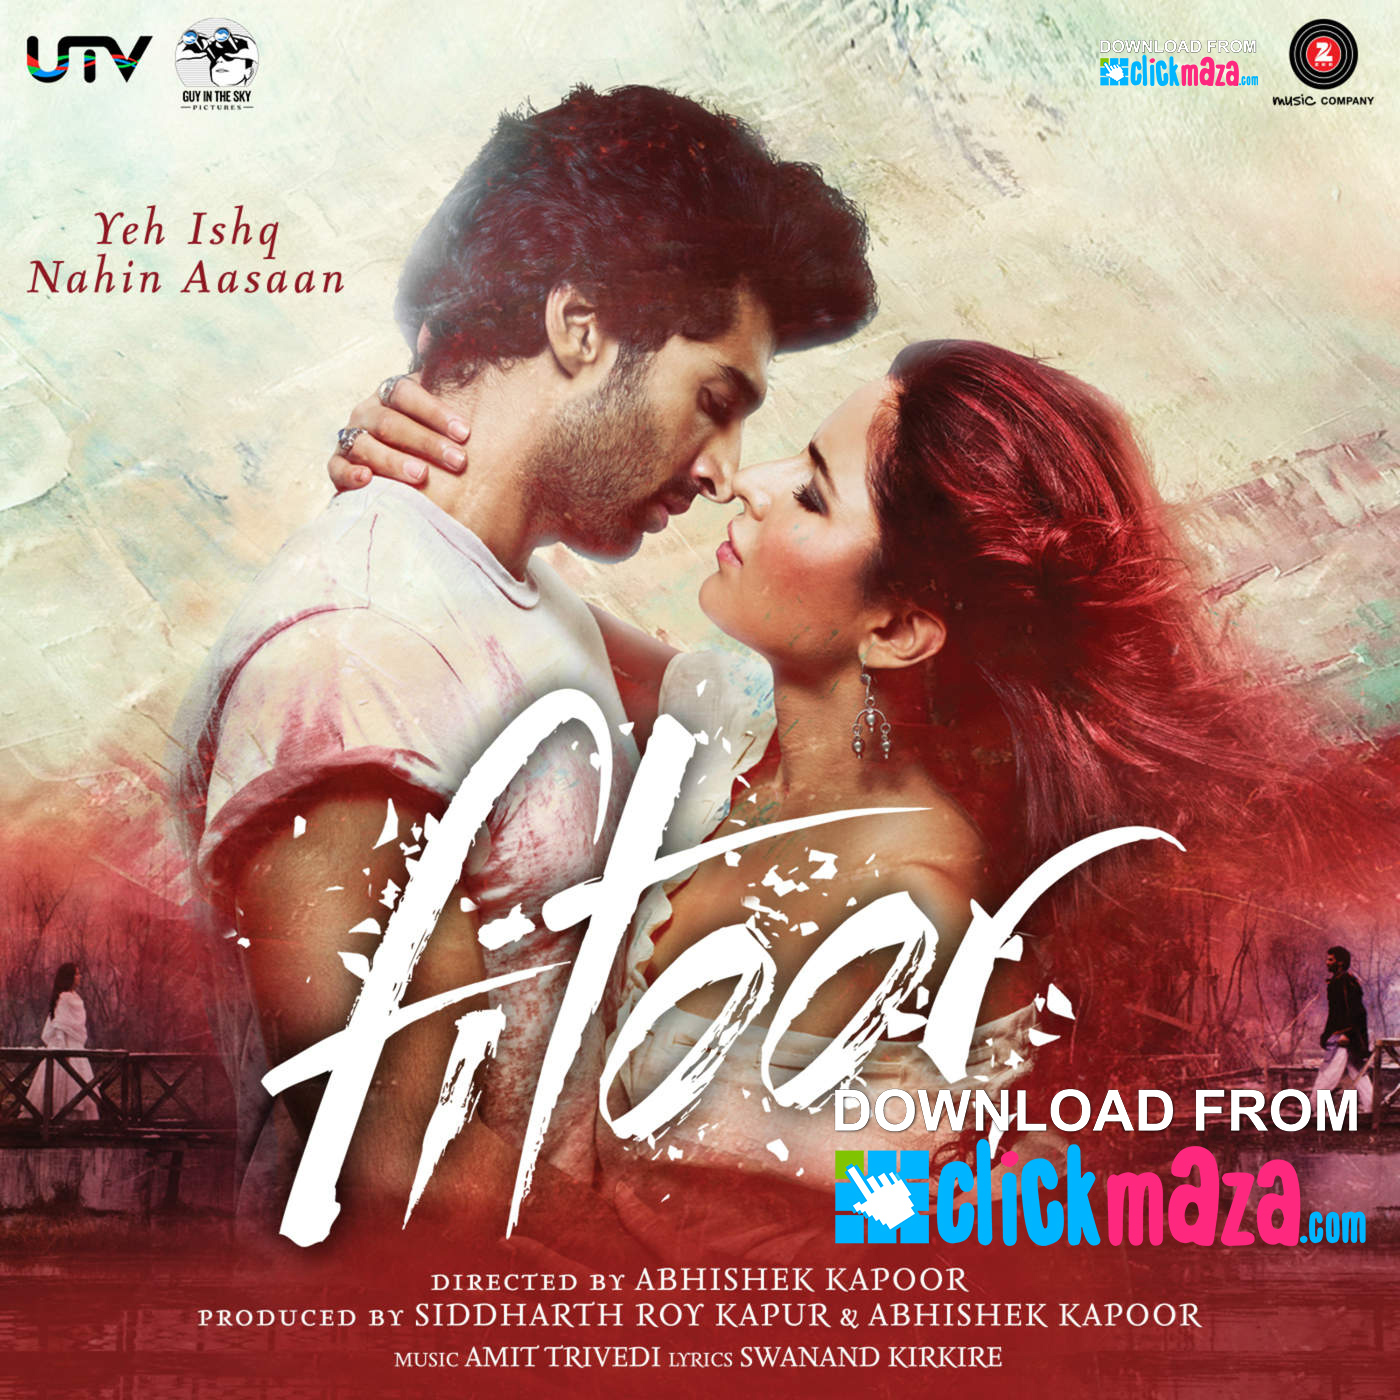 UTV
GUY IN THE SKY
PICTURES
DOWNLOAD FROM
clickmaza.com
Z
music COMPANY
Yeh Ishq
Nahin Aasaan
Fitoor
DOWNLOAD FROM
clickmaza.com
DIRECTED BY ABHISHEK KAPOOR
PRODUCED BY SIDDHARTH ROY KAPUR & ABHISHEK KAPOOR
MUSIC AMIT TRIVEDI LYRICS SWANAND KIRKIRE